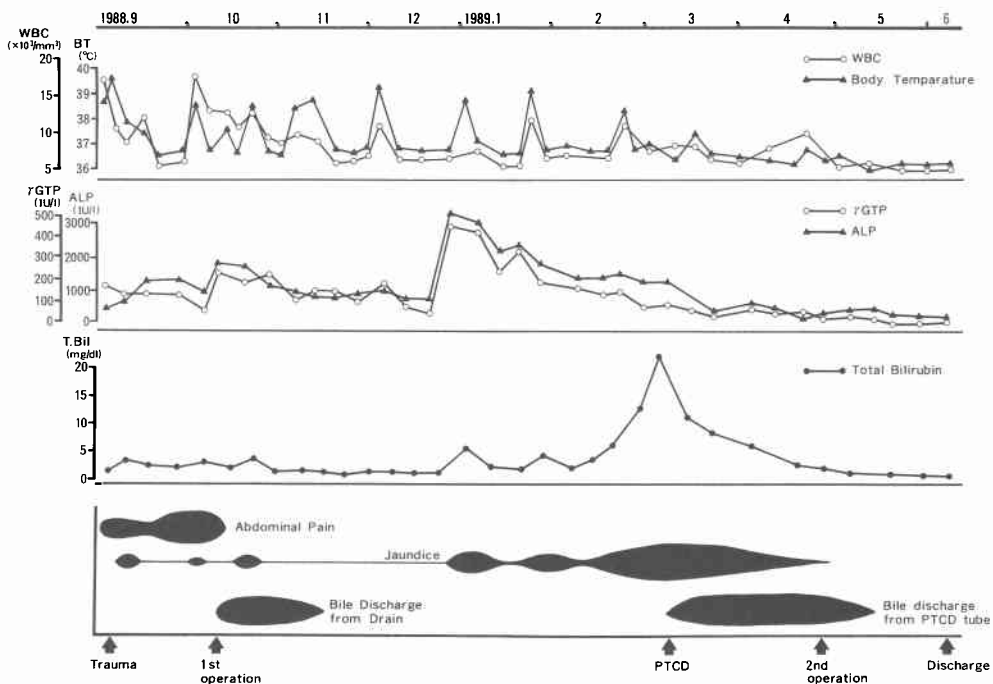 1988.9 10 11 12 1989.1 2 3 4 5 6
WBC
(×10³/mm³)
BT
(°C)
20
15
10
5
40
39
38
37
36
WBC
Body Temparature
γGTP
(IU/l)
ALP
(IU/l)
500
400
300
200
100
0
3000
2000
1000
0
γGTP
ALP
T.Bil
(mg/dl)
20
15
10
5
0
Total Bilirubin
Abdominal Pain
Jaundice
Bile Discharge
from Drain
Bile discharge
from PTCD tube
Trauma
1st
operation
PTCD
2nd
operation
Discharge